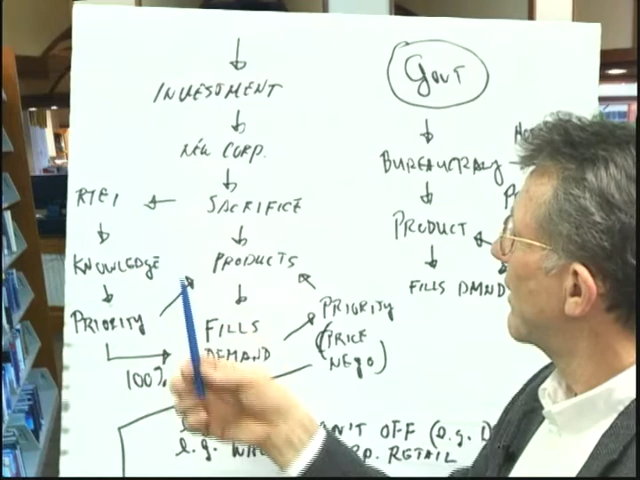 INVESTMENT
GOVT
NEW CORP.
BUREAUCRACY
SACRIFICE
PRODUCT
KNOWLEDGE
PRODUCTS
FILLS DMND
PRIORITY
PRIORITY
FILLS
DEMAND
(PRICE
NEGO)
100%
N'T OFF (e.g.
e.g. RETAIL